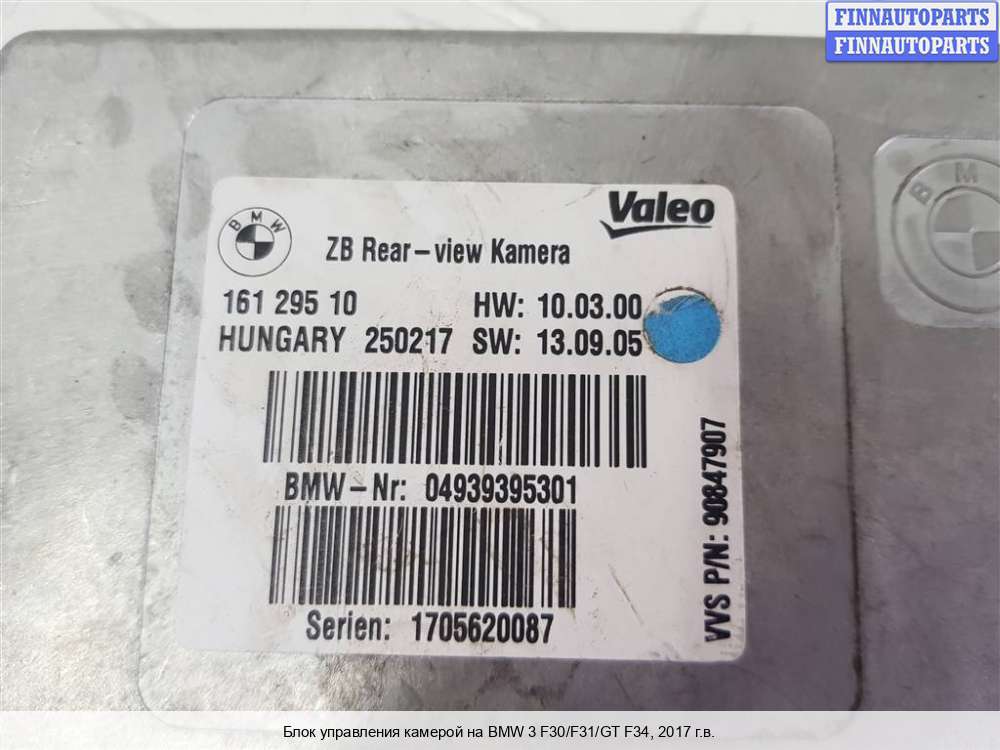 FINNAUTOPARTS
FINNAUTOPARTS
BMW
Valeo
BMW
ZB Rear-view Kamera
161 295 10 HW: 10.03.00
HUNGARY 250217 SW: 13.09.05
BMW-Nr: 04939395301
Serien: 1705620087
VVS P/N: 90847907
Блок управления камерой на BMW 3 F30/F31/GT F34, 2017 г.в.